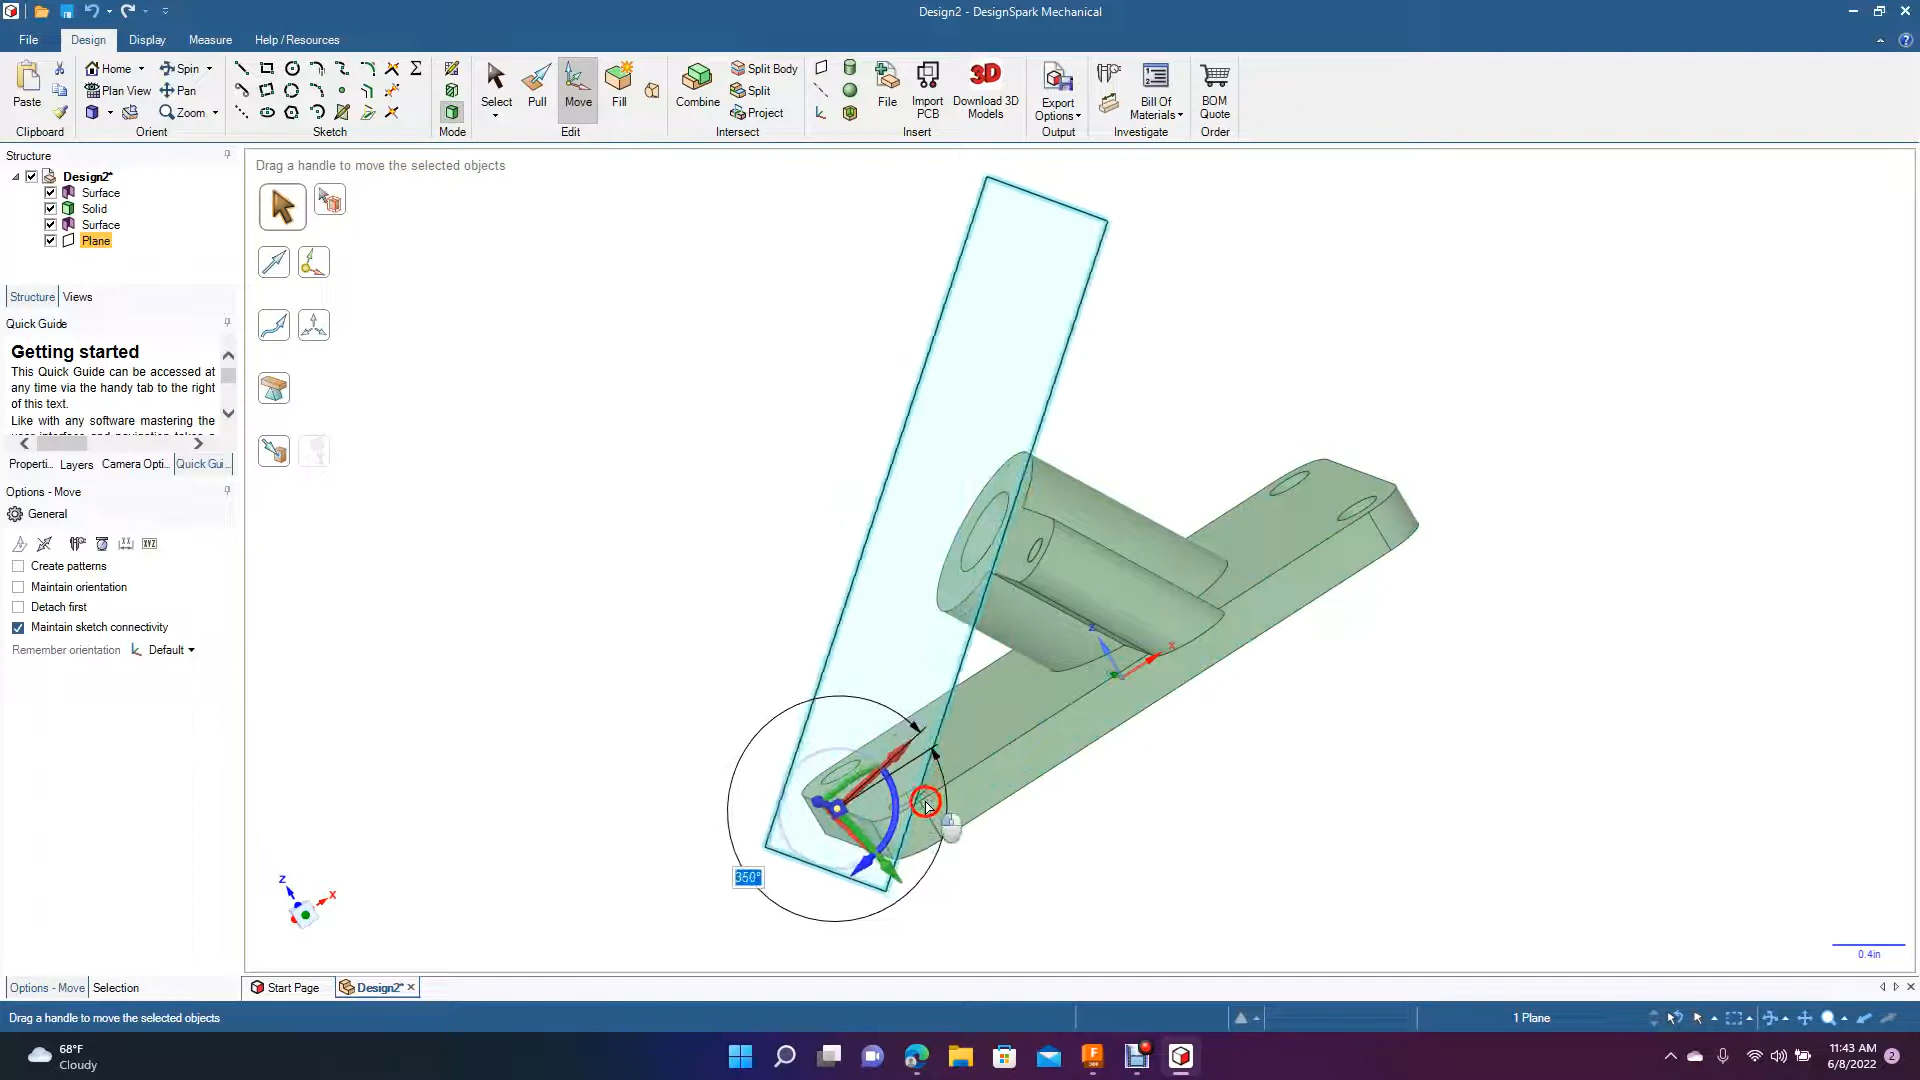 Design2 - DesignSpark Mechanical
File
Design
Display
Measure
Help / Resources
Paste
Clipboard
Home
Plan View
Spin
Pan
Zoom
Orient
Sketch
Mode
Select
Pull
Move
Fill
Edit
Combine
Split Body
Split
Project
Intersect
File
Import
PCB
Download 3D
Models
3D
Insert
Export
Options
Output
Bill Of
Materials
Investigate
BOM
Quote
Order
Structure
Design2*
Surface
Solid
Surface
Plane
Structure
Views
Quick Guide
Getting started
This Quick Guide can be accessed at
any time via the handy tab to the right
of this text.
Like with any software mastering the
Properti...
Layers
Camera Opti...
Quick Gui...
Options - Move
General
XYZ
Create patterns
Maintain orientation
Detach first
Maintain sketch connectivity
Remember orientation
Default
Drag a handle to move the selected objects
Z
X
350°
Z
X
0.4in
Options - Move
Selection
Start Page
Design2*
Drag a handle to move the selected objects
1 Plane
68°F
Cloudy
11:43 AM
6/8/2022
2